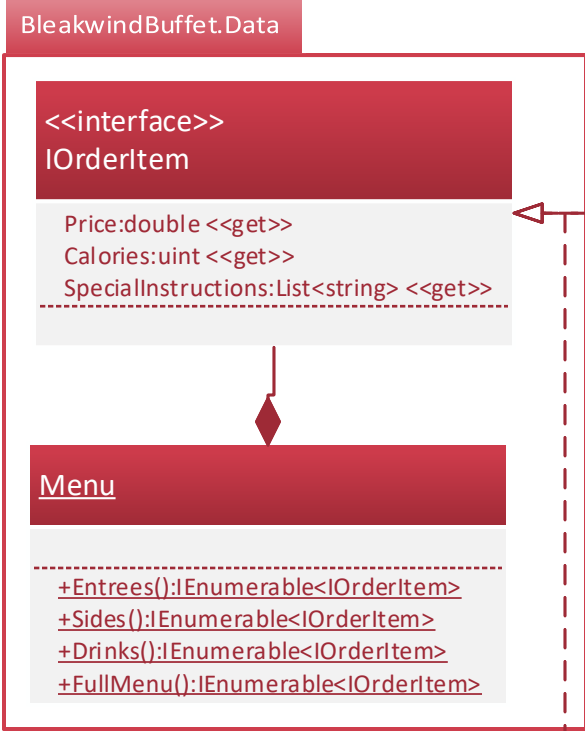 BleakwindBuffet.Data
<<interface>>
IOrderItem
Price:double <<get>>
Calories:uint <<get>>
SpecialInstructions:List<string> <<get>>
Menu
+Entrees():IEnumerable<IOrderItem>
+Sides():IEnumerable<IOrderItem>
+Drinks():IEnumerable<IOrderItem>
+FullMenu():IEnumerable<IOrderItem>